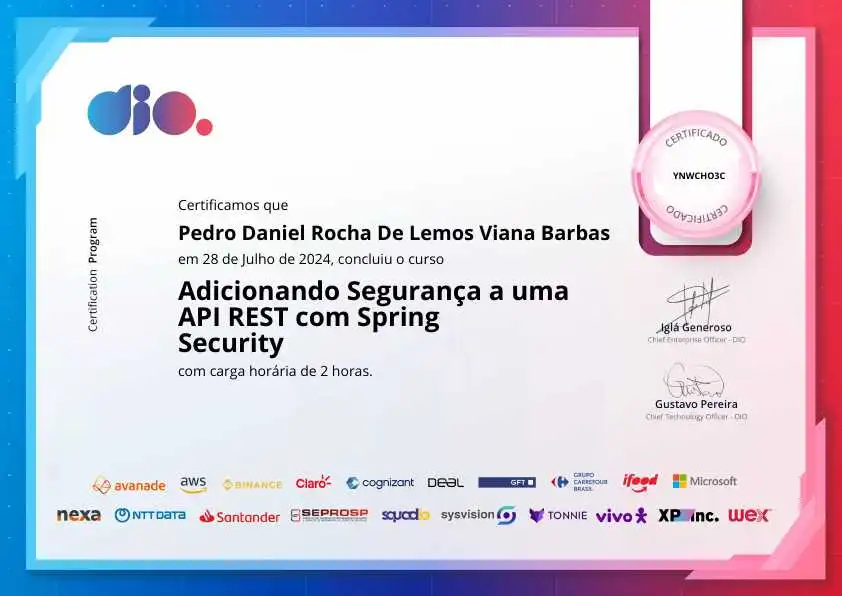 dio.
CERTIFICADO
YNWCHO3C
CERTIFICADO
Certification Program
Certificamos que
Pedro Daniel Rocha De Lemos Viana Barbas
em 28 de Julho de 2024, concluiu o curso
Adicionando Segurança a uma
API REST com Spring
Security
com carga horária de 2 horas.
Iglá Generoso
Chief Enterprise Officer - DIO
Gustavo Pereira
Chief Technology Officer - DIO
avanade aws BINANCE Claro cognizant DEAL GFT GRUPO CARREFOUR BRASIL ifood Microsoft
nexa NTT DATA Santander SEPROSP squadio sysvision TONNIE vivo XP inc. wex